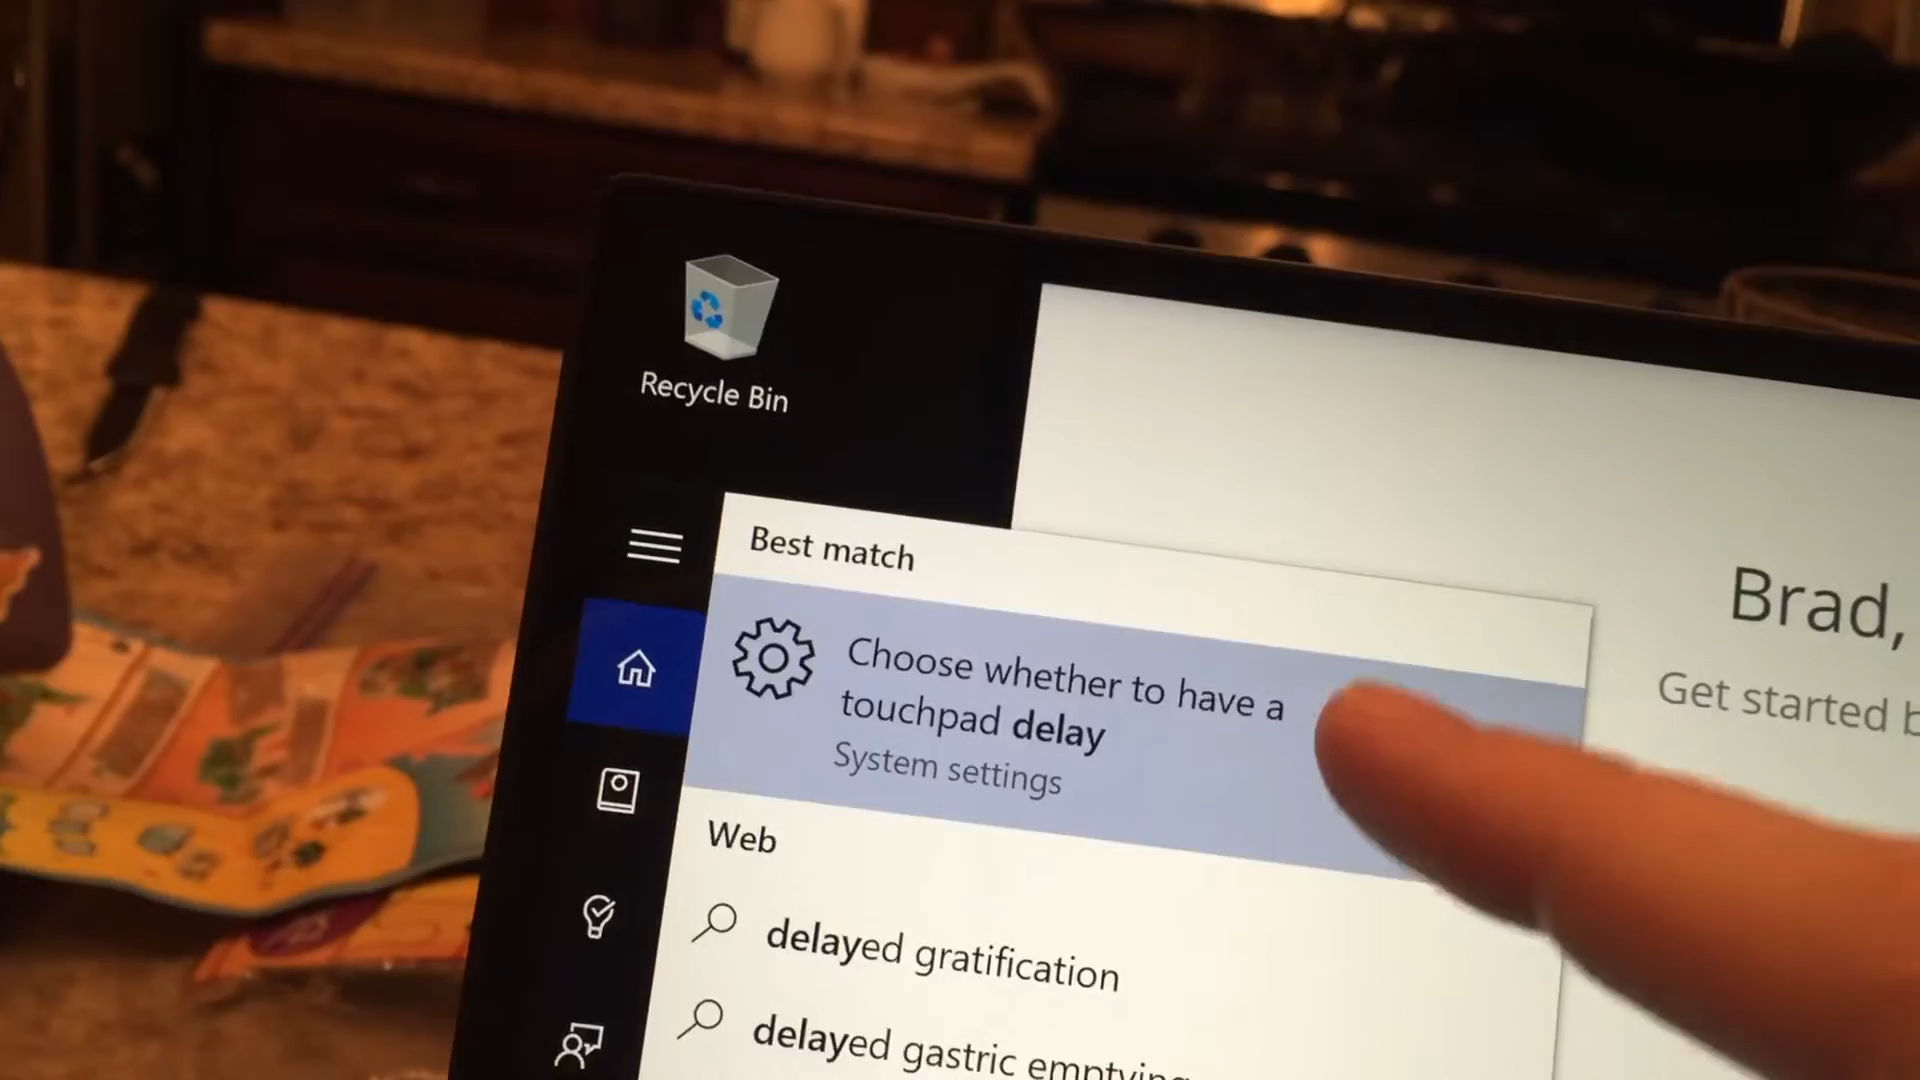 Recycle Bin
Best match
Choose whether to have a
touchpad delay
System settings
Brad,
Get started
Web
delayed gratification
delayed gastric emptying